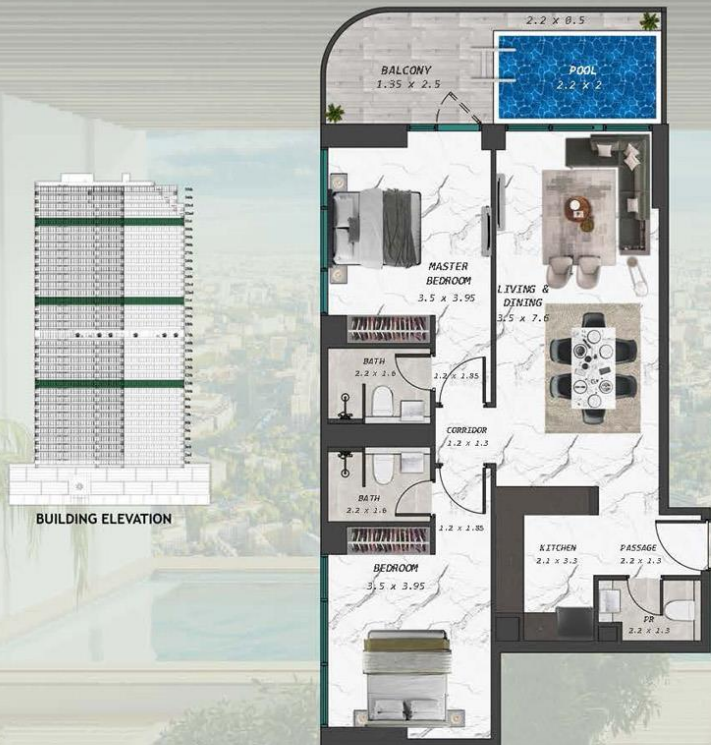 2.2 x 0.5
BALCONY
1.35 x 2.5
POOL
2.2 x 2
MASTER
BEDROOM
3.5 x 3.95
LIVING &
DINING
3.5 x 7.6
BATH
2.2 x 1.6
1.2 x 1.85
CORRIDOR
1.2 x 1.3
BATH
2.2 x 1.6
1.2 x 1.85
BUILDING ELEVATION
BEDROOM
3.5 x 3.95
KITCHEN
2.1 x 3.3
PASSAGE
2.2 x 1.3
PR
2.2 x 1.3